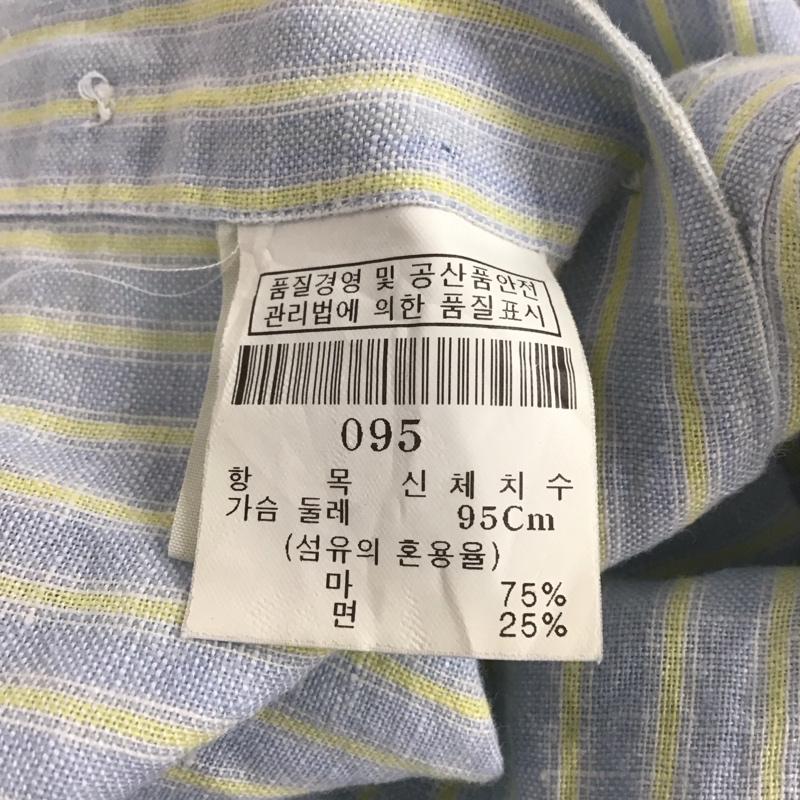 품질경영 및 공산품안전
관리법에 의한 품질표시
095
항 목 신 체 치 수
가슴 둘레 95Cm
(섬유의 혼용율)
마 75%
면 25%